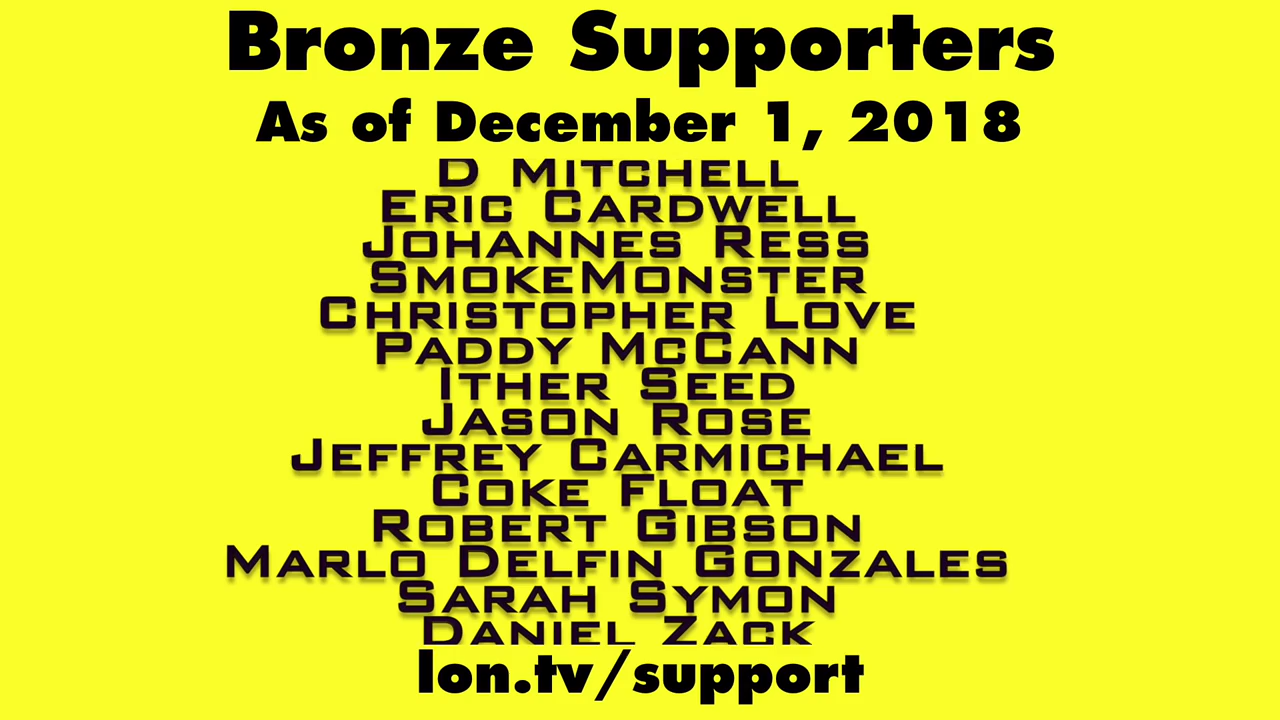 Bronze Supporters
As of December 1, 2018
D Mitchell
Eric Cardwell
Johannes Ress
SmokeMonster
Christopher Love
Paddy McCann
Ither Seed
Jason Rose
Jeffrey Carmichael
Coke Float
Robert Gibson
Marlo Delfin Gonzales
Sarah Symon
Daniel Zack
lon.tv/support